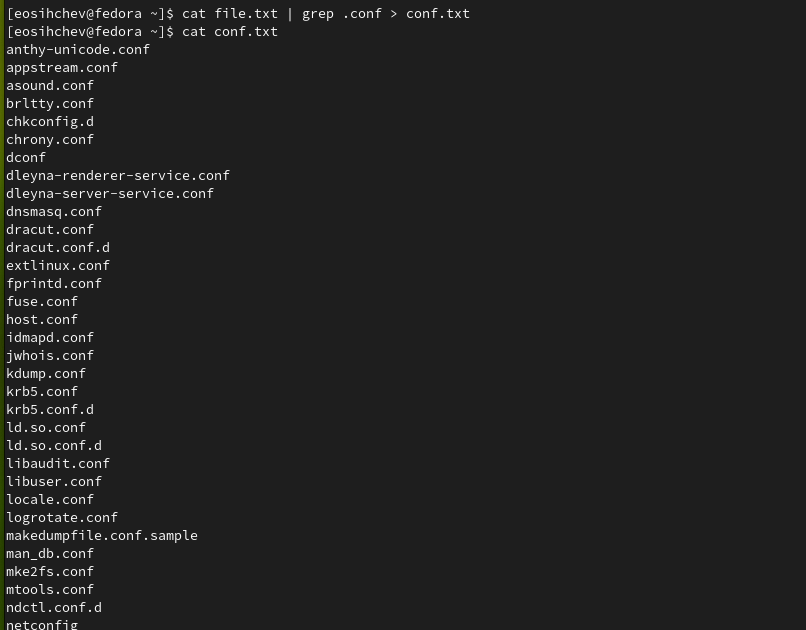 [eosihchev@fedora ~]$ cat file.txt | grep .conf > conf.txt
[eosihchev@fedora ~]$ cat conf.txt
anthy-unicode.conf
appstream.conf
asound.conf
brltty.conf
chkconfig.d
chrony.conf
dconf
dleyna-renderer-service.conf
dleyna-server-service.conf
dnsmasq.conf
dracut.conf
dracut.conf.d
extlinux.conf
fprintd.conf
fuse.conf
host.conf
idmapd.conf
jwhois.conf
kdump.conf
krb5.conf
krb5.conf.d
ld.so.conf
ld.so.conf.d
libaudit.conf
libuser.conf
locale.conf
logrotate.conf
makedumpfile.conf.sample
man_db.conf
mke2fs.conf
mtools.conf
ndctl.conf.d
netconfig